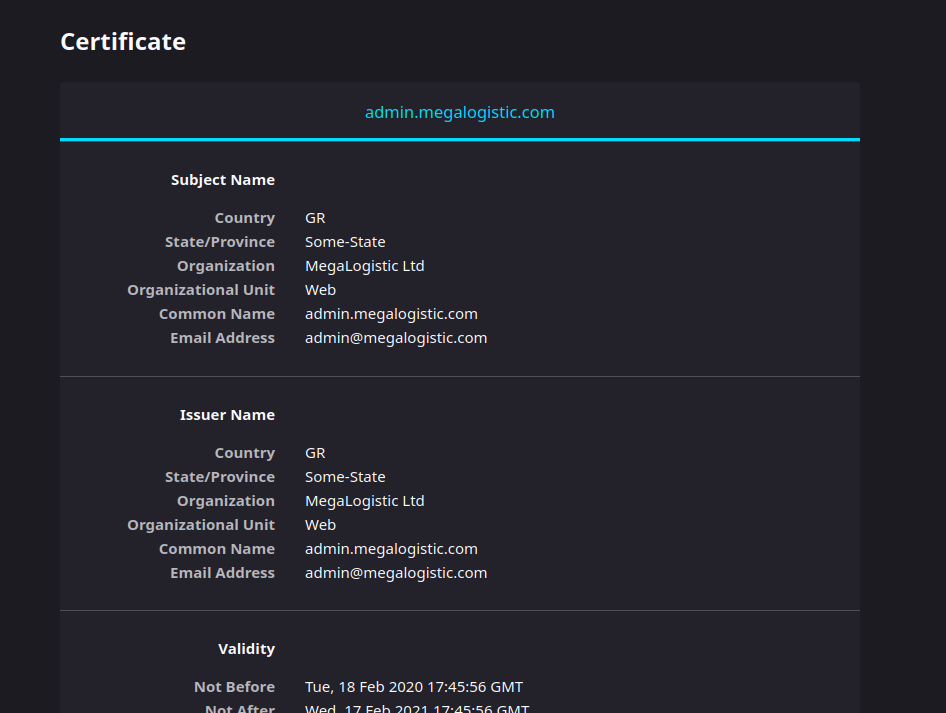 Certificate
admin.megalogistic.com
Subject Name
Country GR
State/Province Some-State
Organization MegaLogistic Ltd
Organizational Unit Web
Common Name admin.megalogistic.com
Email Address admin@megalogistic.com
Issuer Name
Country GR
State/Province Some-State
Organization MegaLogistic Ltd
Organizational Unit Web
Common Name admin.megalogistic.com
Email Address admin@megalogistic.com
Validity
Not Before Tue, 18 Feb 2020 17:45:56 GMT
Not After Wed, 17 Feb 2021 17:45:56 GMT